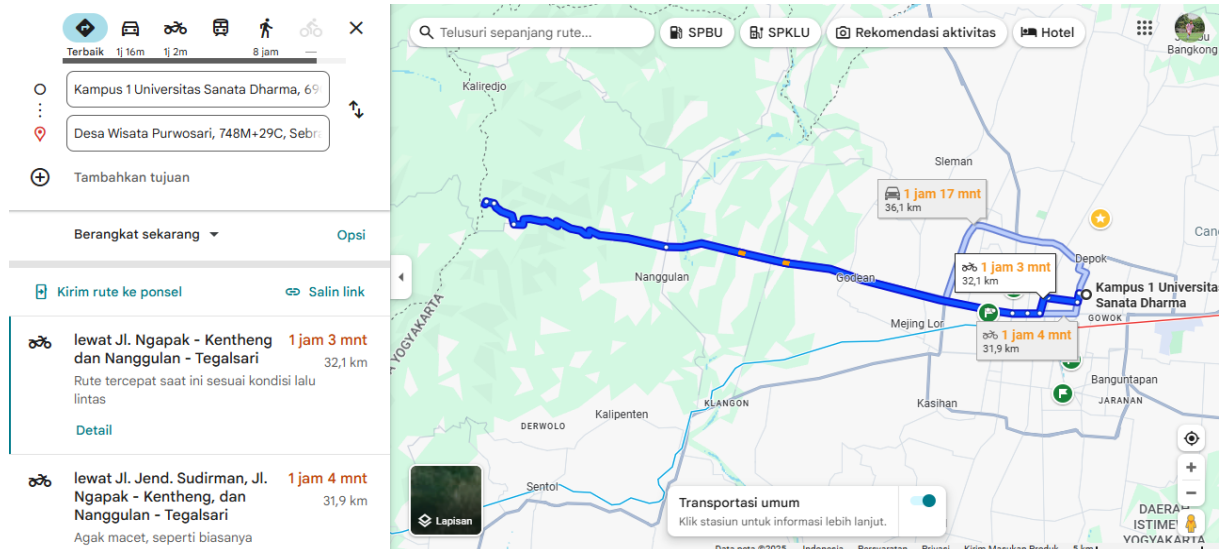 Terbaik
1j 16m
1j 2m
8 jam
—
Kampus 1 Universitas Sanata Dharma, 69
Desa Wisata Purwosari, 748M+29C, Sebra
Tambahkan tujuan
Berangkat sekarang
Opsi
Kirim rute ke ponsel
Salin link
lewat Jl. Ngapak - Kentheng
dan Nanggulan - Tegalsari
1 jam 3 mnt
32,1 km
Rute tercepat saat ini sesuai kondisi lalu
lintas
Detail
lewat Jl. Jend. Sudirman, Jl.
Ngapak - Kentheng, dan
Nanggulan - Tegalsari
1 jam 4 mnt
31,9 km
Agak macet, seperti biasanya
Telusuri sepanjang rute...
SPBU
SPKLU
Rekomendasi aktivitas
Hotel
Bangkong
Kaliredjo
Sleman
1 jam 17 mnt
36,1 km
Depok
1 jam 3 mnt
32,1 km
Nanggulan
Godean
Kampus 1 Universita
Sanata Dharma
GOWOK
Mejing Lor
1 jam 4 mnt
31,9 km
YOGYAKARTA
Banguntapan
JARANAN
Kasihan
KLANGON
Kalipenten
DERWOLO
Sentol
Lapisan
Transportasi umum
Klik stasiun untuk informasi lebih lanjut.
DAERAH
ISTIME
YOGYAKARTA
Data peta ©2025 Indonesia Persyaratan Privasi Kirim Masukan Produk 5 km